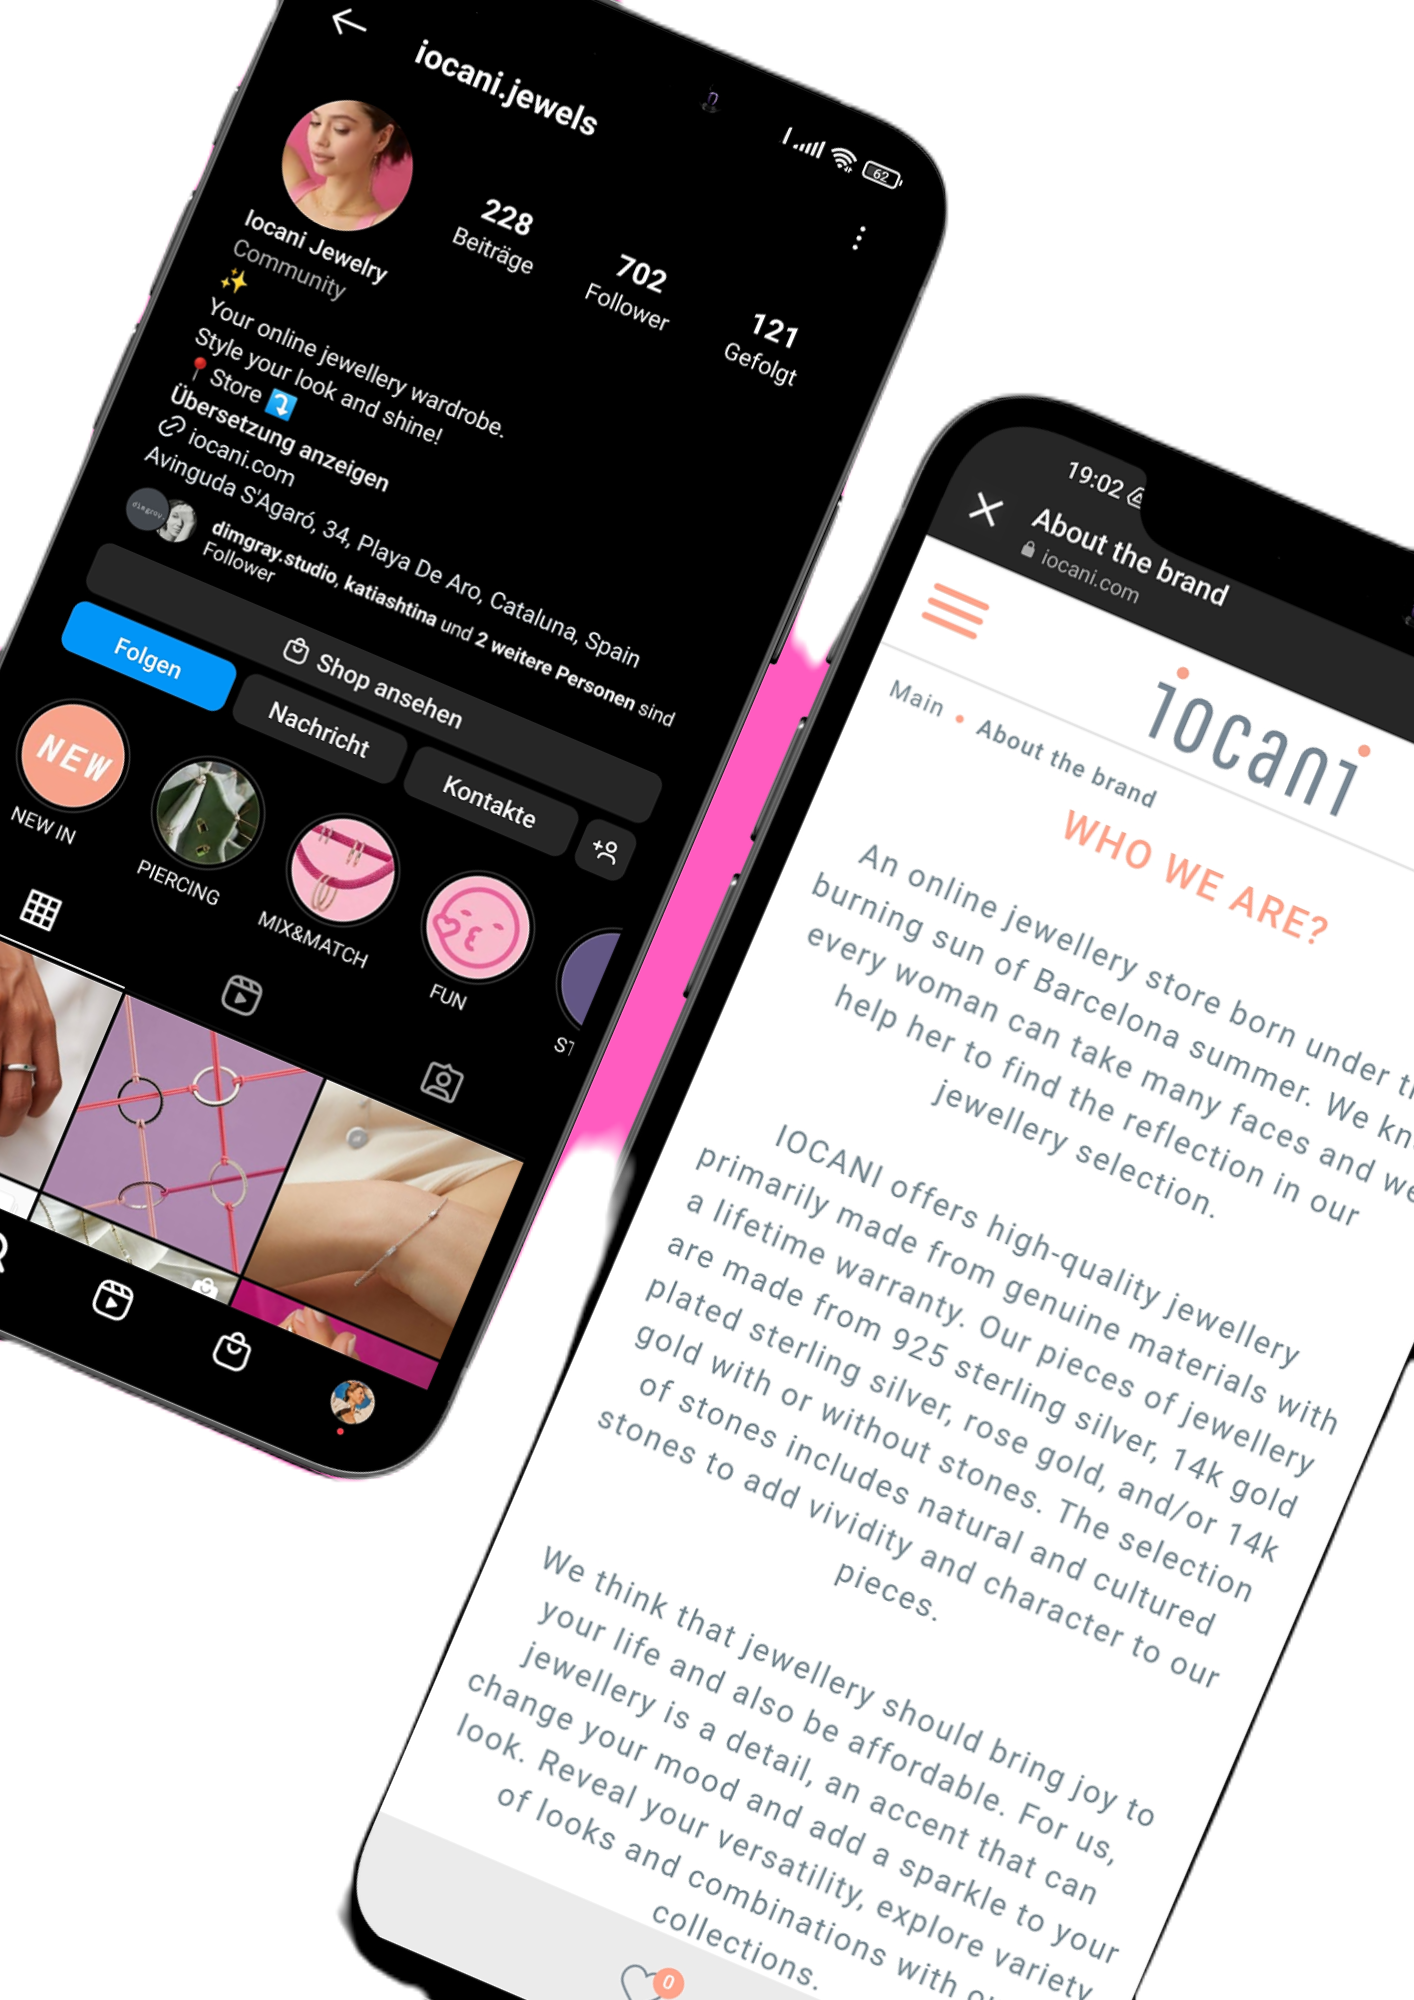 iocani.jewels
62
228
Beiträge
702
Follower
121
Gefolgt
Iocani Jewelry
Community
Your online jewellery wardrobe.
Style your look and shine!
Store
Übersetzung anzeigen
iocani.com
Avinguda S'Agaró, 34, Playa De Aro, Cataluna, Spain
dimgray.studio, katiashtina und 2 weitere Personen sind
Follower
Shop ansehen
Folgen
Nachricht
Kontakte
NEW
NEW IN
PIERCING
MIX&MATCH
FUN
19:02
About the brand
iocani.com
iocani
Main • About the brand
WHO WE ARE?
An online jewellery store born under
burning sun of Barcelona summer. We
every woman can take many faces and
help her to find the reflection in our
jewellery selection.
IOCANI offers high-quality jewellery
primarily made from genuine materials with
a lifetime warranty. Our pieces of jewellery
are made from 925 sterling silver, 14k gold
plated sterling silver, rose gold, and/or 14k
gold with or without stones. The selection
of stones includes natural and cultured
stones to add vividity and character to our
pieces.
We think that jewellery should bring joy to
your life and also be affordable. For us,
jewellery is a detail, an accent that can
change your mood and add a sparkle to your
look. Reveal your versatility, explore variety
of looks and combinations with
collections.
0